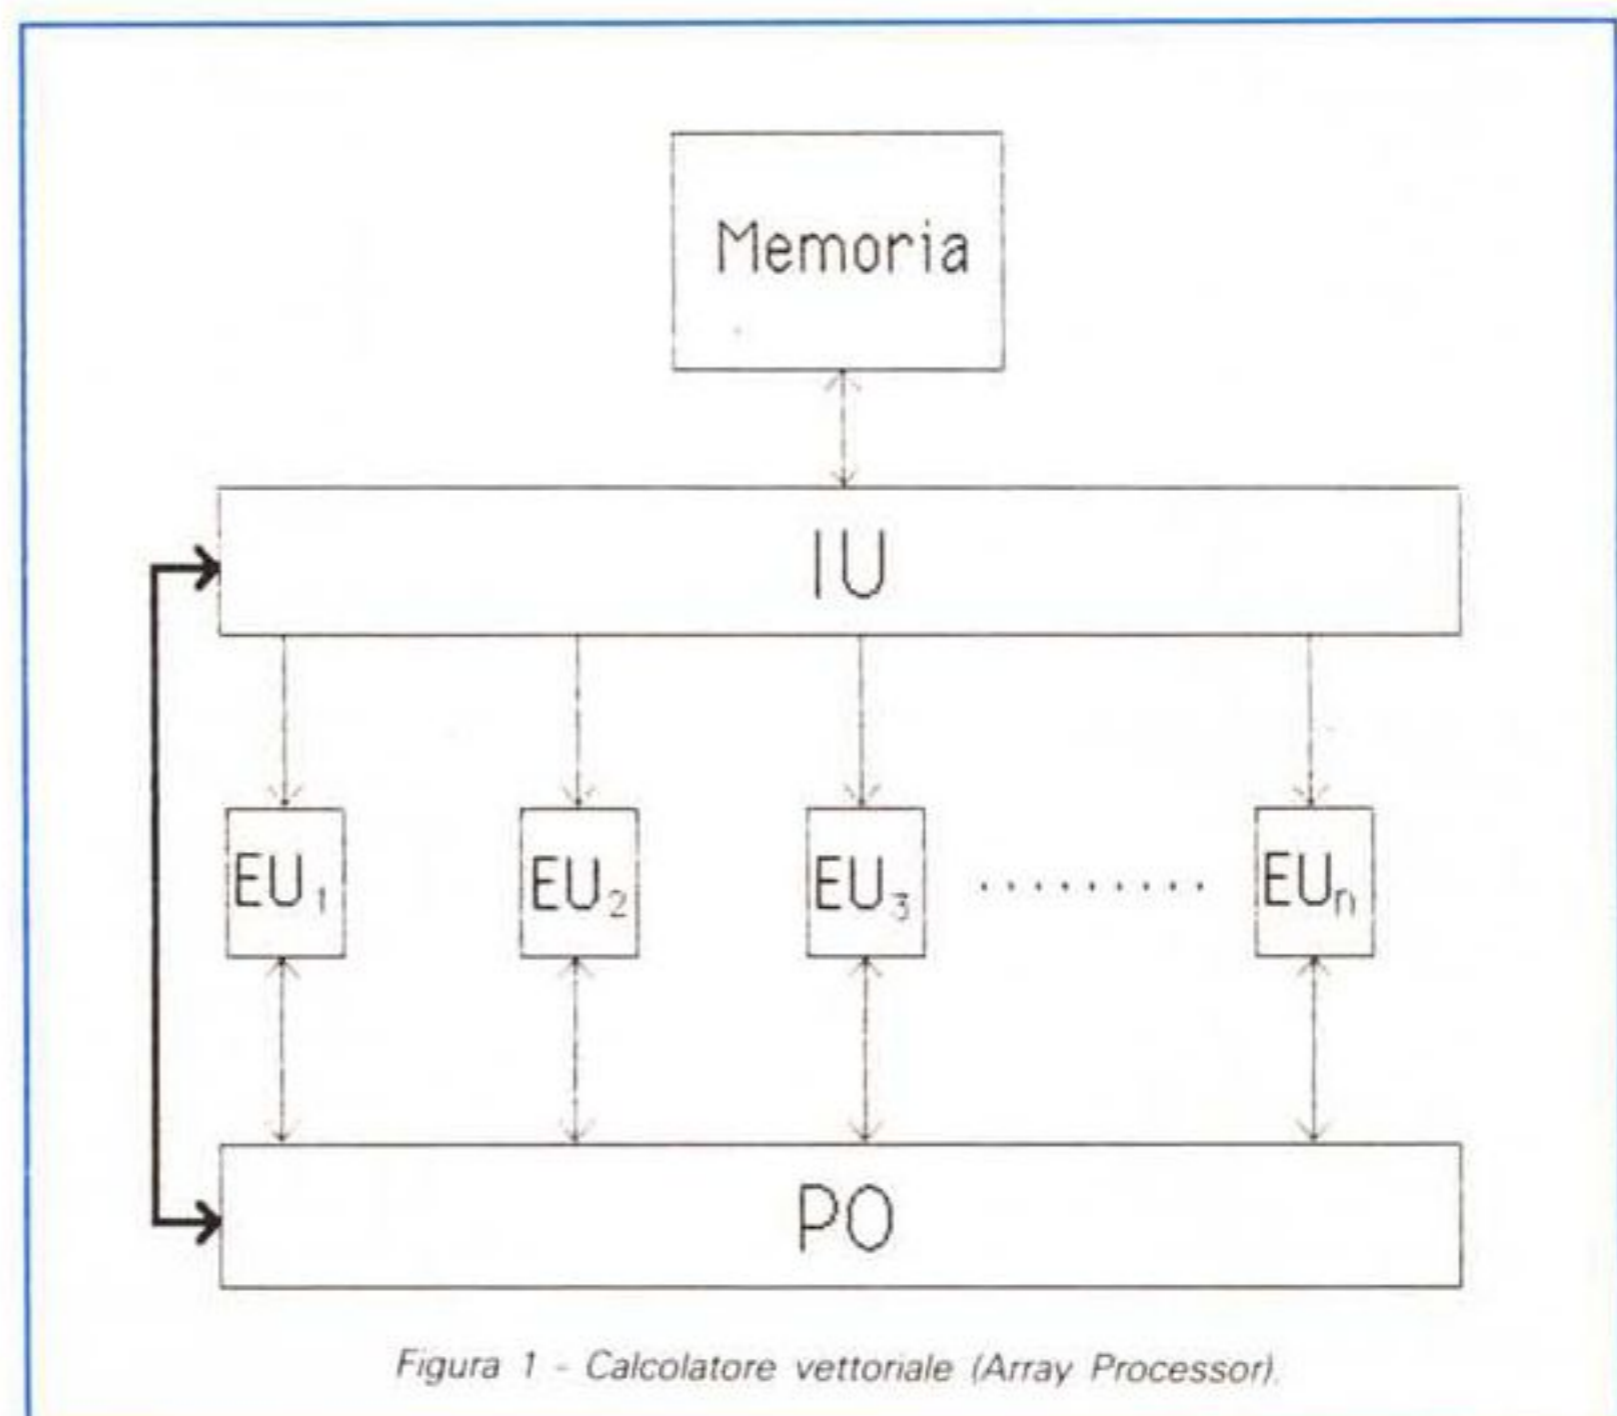 Memoria
IU
EU1 EU2 EU3 ......... EUn
PO
Figura 1 - Calcolatore vettoriale (Array Processor).